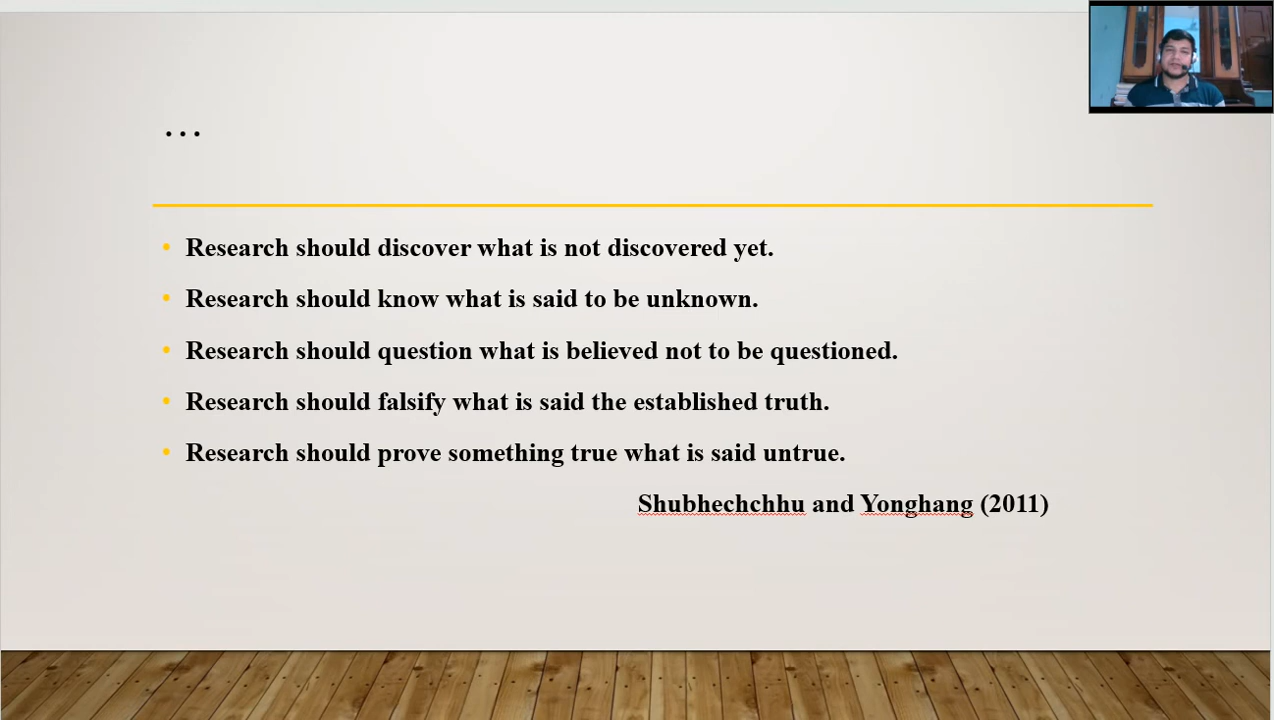 ...
Research should discover what is not discovered yet.
Research should know what is said to be unknown.
Research should question what is believed not to be questioned.
Research should falsify what is said the established truth.
Research should prove something true what is said untrue.
Shubhechchhu and Yonghang (2011)